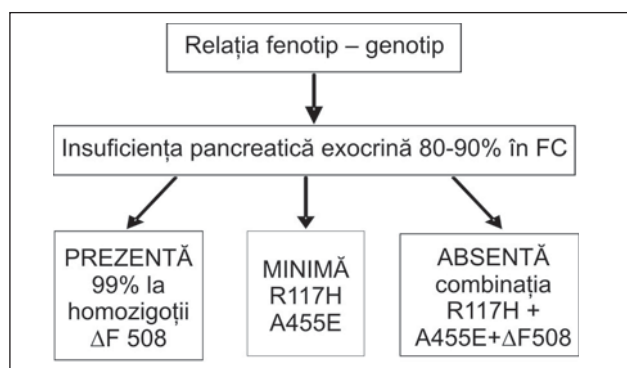 Relația fenotip – genotip
Insuficiența pancreatică exocrină 80-90% în FC
PREZENTĂ
99% la
homozigoții
ΔF 508
MINIMĂ
R117H
A455E
ABSENTĂ
combinația
R117H +
A455E+ΔF508